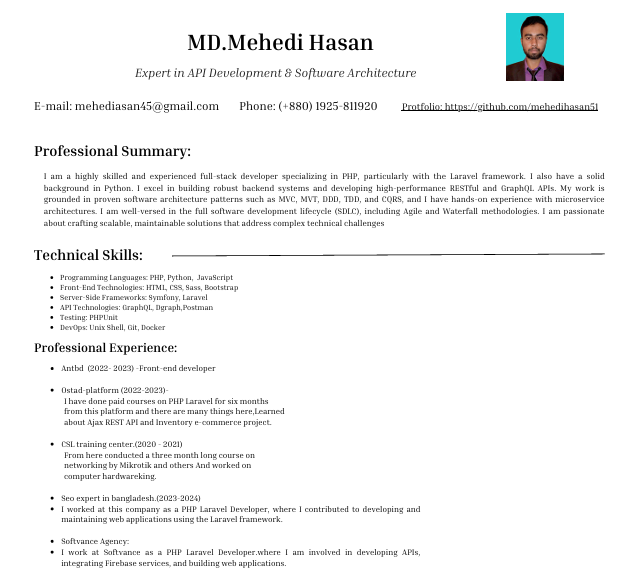 MD.Mehedi Hasan
Expert in API Development & Software Architecture
E-mail: mehediasan45@gmail.com Phone: (+880) 1925-811920 Protfolio: https://github.com/mehedihasan51
Professional Summary:
I am a highly skilled and experienced full-stack developer specializing in PHP, particularly with the Laravel framework. I also have a solid
background in Python. I excel in building robust backend systems and developing high-performance RESTful and GraphQL APIs. My work is
grounded in proven software architecture patterns such as MVC, MVT, DDD, TDD, and CQRS, and I have hands-on experience with microservice
architectures. I am well-versed in the full software development lifecycle (SDLC), including Agile and Waterfall methodologies. I am passionate
about crafting scalable, maintainable solutions that address complex technical challenges
Technical Skills:
• Programming Languages: PHP, Python, JavaScript
• Front-End Technologies: HTML, CSS, Sass, Bootstrap
• Server-Side Frameworks: Symfony, Laravel
• API Technologies: GraphQL, Dgraph,Postman
• Testing: PHPUnit
• DevOps: Unix Shell, Git, Docker
Professional Experience:
• Antbd (2022- 2023) -Front-end developer
• Ostad-platform (2022-2023)-
I have done paid courses on PHP Laravel for six months
from this platform and there are many things here,Learned
about Ajax REST API and Inventory e-commerce project.
• CSL training center.(2020 - 2021)
From here conducted a three month long course on
networking by Mikrotik and others And worked on
computer hardwareking.
• Seo expert in bangladesh.(2023-2024)
• I worked at this company as a PHP Laravel Developer, where I contributed to developing and
maintaining web applications using the Laravel framework.
• Softvance Agency:
• I work at Softvance as a PHP Laravel Developer.where I am involved in developing APIs,
integrating Firebase services, and building web applications.